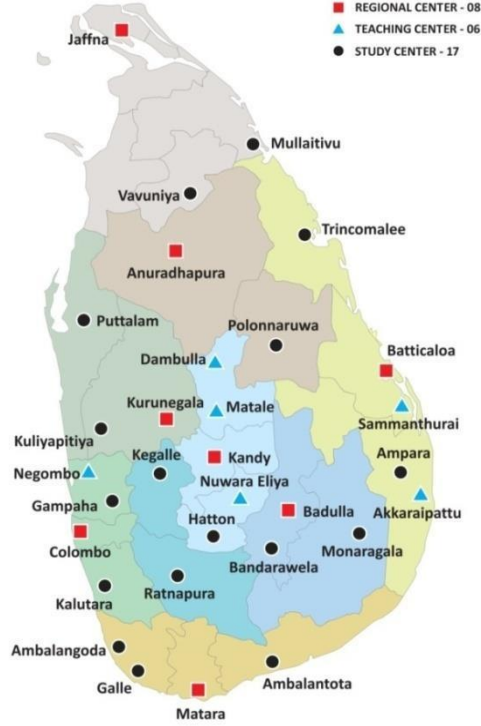 REGIONAL CENTER - 08
TEACHING CENTER - 06
STUDY CENTER - 17
Jaffna
Mullaitivu
Vavuniya
Trincomalee
Anuradhapura
Puttalam
Polonnaruwa
Batticaloa
Dambulla
Kurunegala
Matale
Sammanthurai
Kuliyapitiya
Kegalle
Kandy
Ampara
Negombo
Nuwara Eliya
Gampaha
Badulla
Akkaraipattu
Hatton
Colombo
Monaragala
Bandarawela
Kalutara
Ratnapura
Ambalangoda
Galle
Ambalantota
Matara